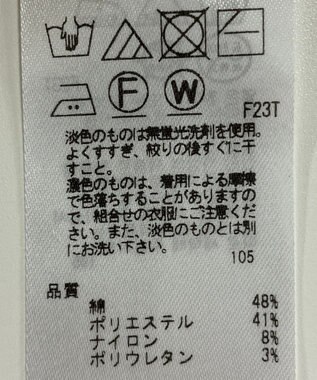 F
W
F23T
淡色のものは無蛍光洗剤を使用。
よくすすぎ、絞りの後すぐに干
すこと。
濃色のものは、着用による摩擦
で色落ちすることがありますの
で、組合せの衣服にご注意くだ
さい。また、淡色のものとは別
にお洗い下さい。
105
品質
綿 48%
ポリエステル 41%
ナイロン 8%
ポリウレタン 3%